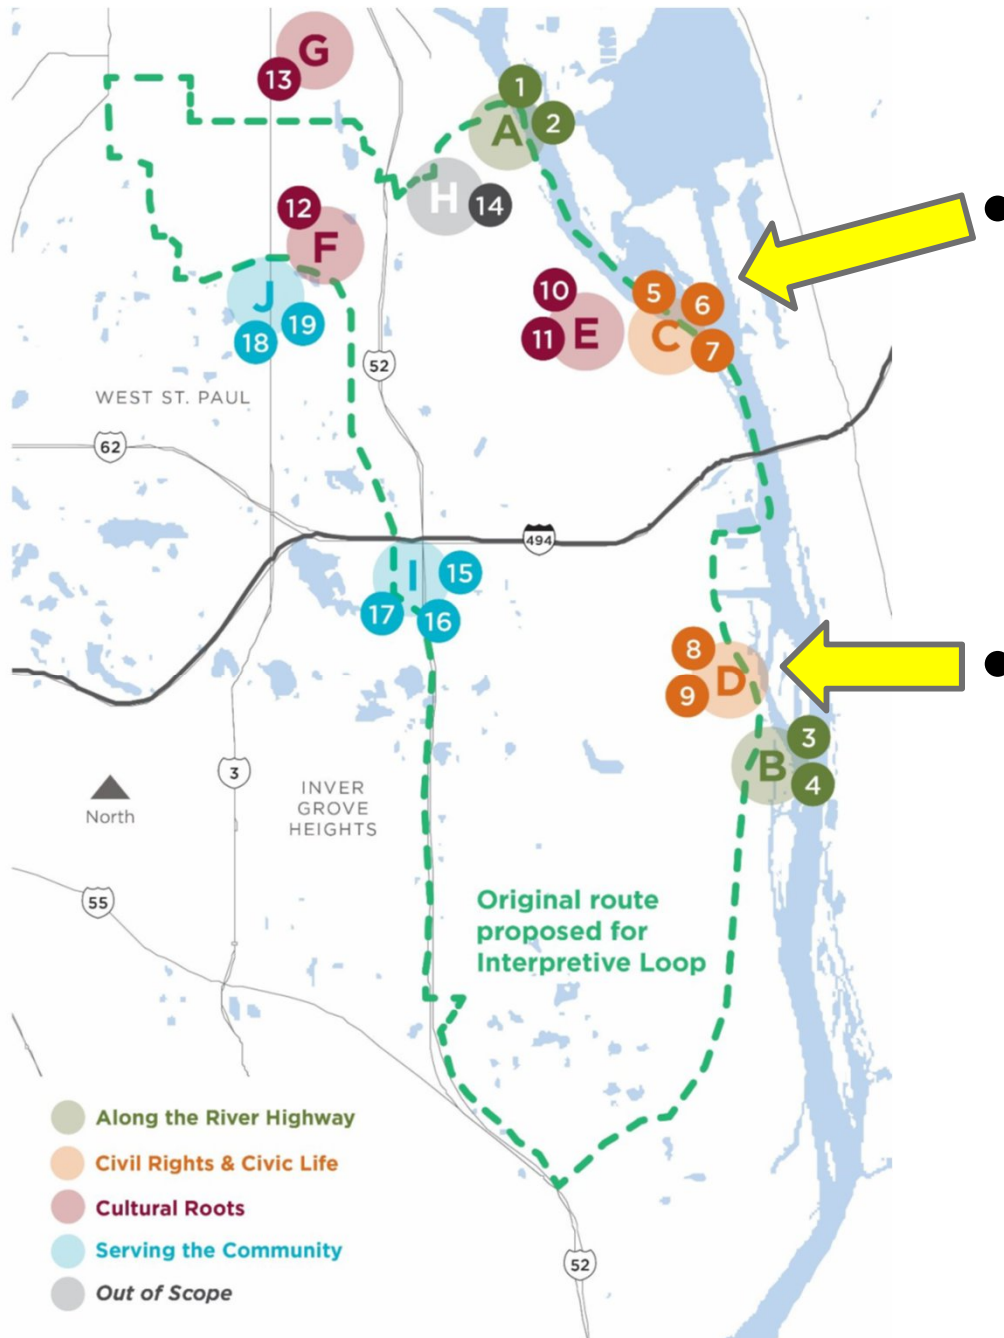 G
13
1
A
2
H
14
12
F
J
19
18
10
11
E
5
6
C
7
52
WEST ST. PAUL
62
494
I
15
17
16
8
D
9
3
B
4
3
North
INVER
GROVE
HEIGHTS
55
Original route
proposed for
Interpretive Loop
Along the River Highway
Civil Rights & Civic Life
Cultural Roots
Serving the Community
Out of Scope
52